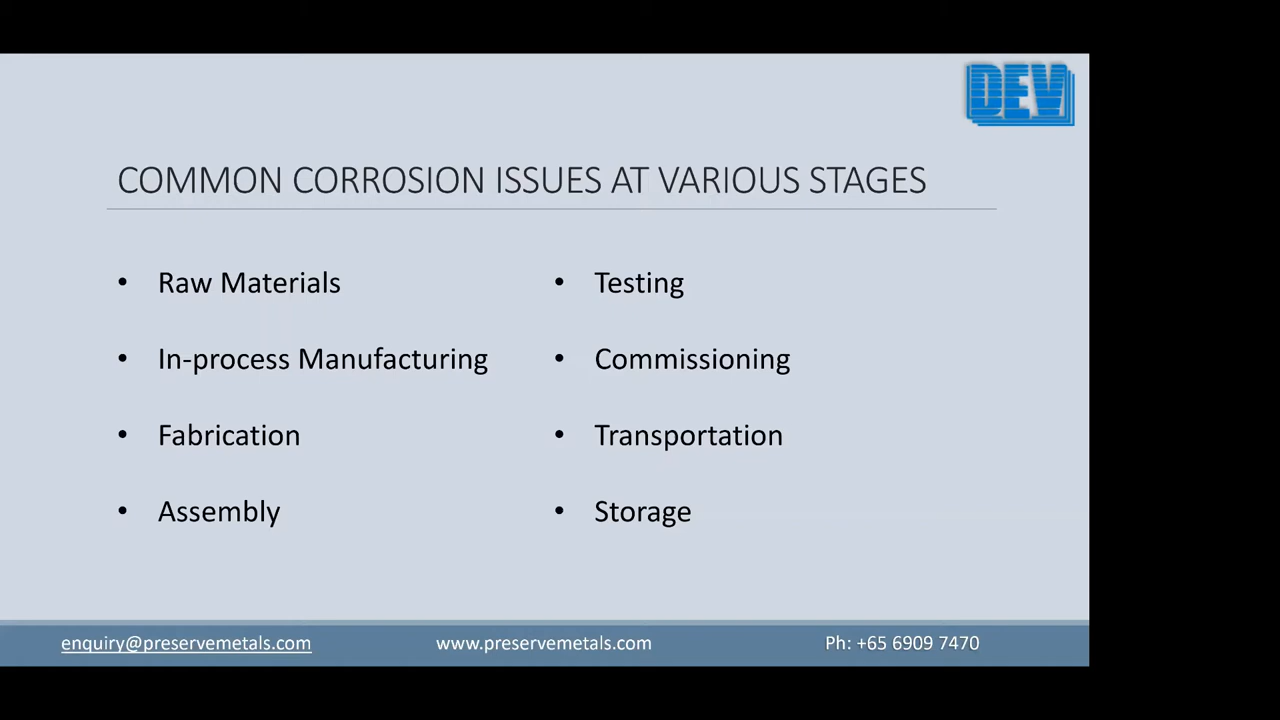 DEV
COMMON CORROSION ISSUES AT VARIOUS STAGES
• Raw Materials
• In-process Manufacturing
• Fabrication
• Assembly
• Testing
• Commissioning
• Transportation
• Storage
enquiry@preservemetals.com
www.preservemetals.com
Ph: +65 6909 7470